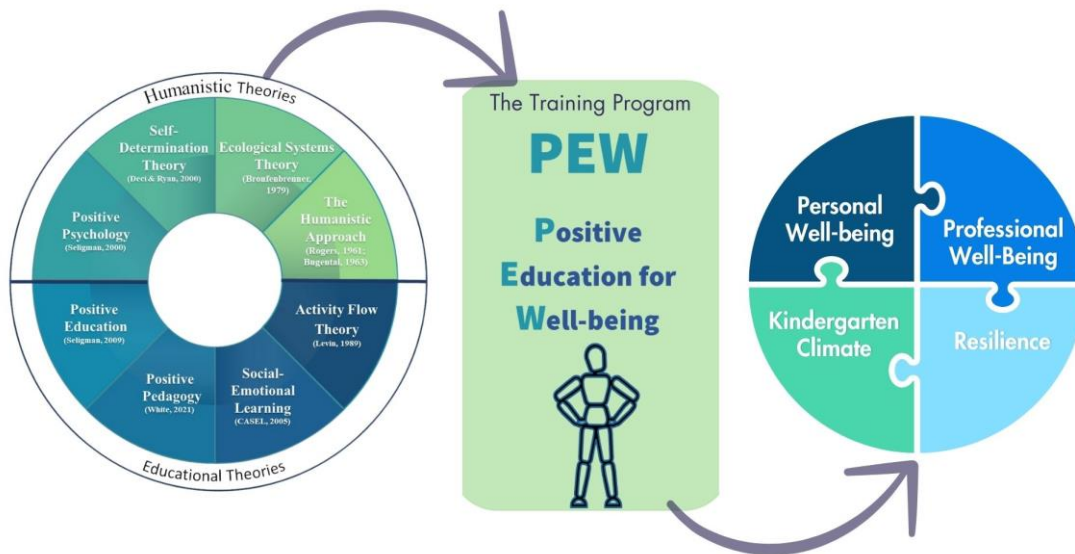 Humanistic Theories
Self-
Determination
Theory
(Deci & Ryan, 2000)
Ecological Systems
Theory
(Bronfenbrenner,
1979)
The
Humanistic
Approach
(Rogers, 1961;
Bugental, 1963)
Positive
Psychology
(Seligman, 2000)
Positive
Education
(Seligman, 2009)
Activity Flow
Theory
(Levin, 1989)
Positive
Pedagogy
(White, 2021)
Social-
Emotional
Learning
(CASEL, 2005)
Educational Theories
The Training Program
PEW
Positive
Education for
Well-being
Personal
Well-being
Professional
Well-Being
Kindergarten
Climate
Resilience